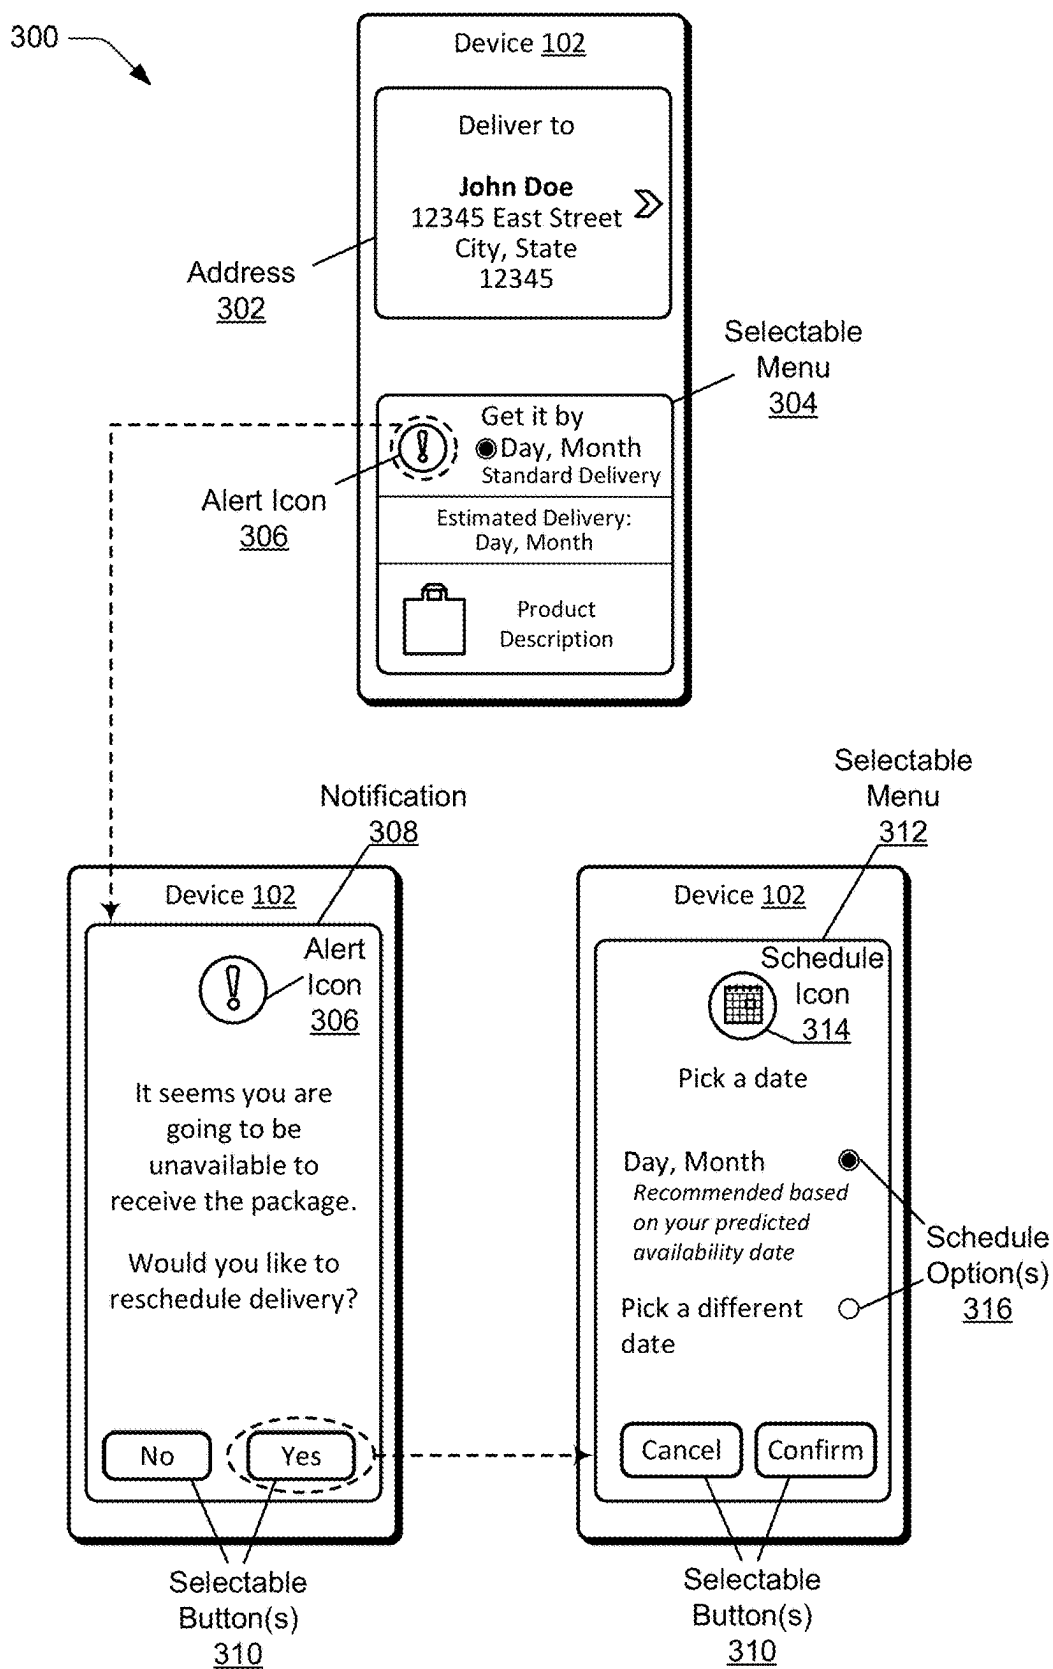 300
Device 102
Deliver to
John Doe
12345 East Street
City, State
12345
Address
302
Selectable
Menu
304
Get it by
Day, Month
Standard Delivery
Alert Icon
306
Estimated Delivery:
Day, Month
Product
Description
Notification
308
Device 102
Alert
Icon
306
It seems you are
going to be
unavailable to
receive the package.
Would you like to
reschedule delivery?
No
Yes
Selectable
Button(s)
310
Selectable
Menu
312
Device 102
Schedule
Icon
314
Pick a date
Day, Month
Recommended based
on your predicted
availability date
Schedule
Option(s)
316
Pick a different
date
Cancel
Confirm
Selectable
Button(s)
310